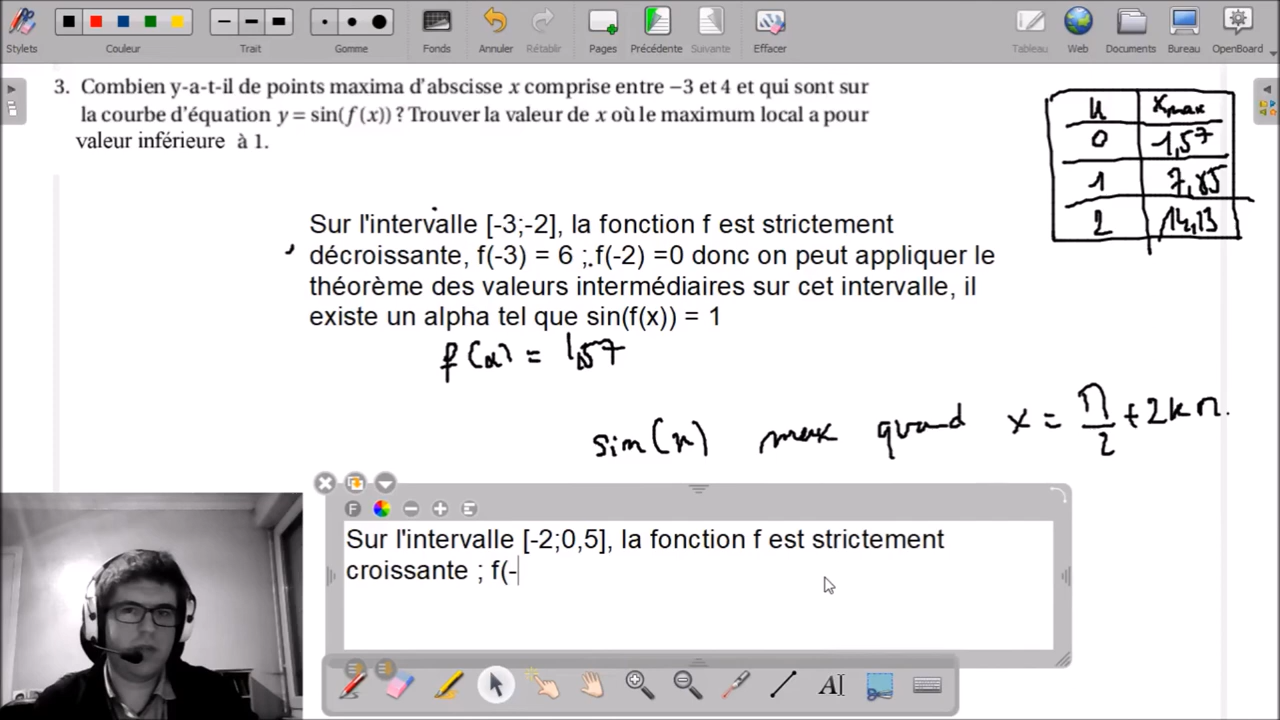 Stylets
Couleur
Trait
Gomme
Fonds
Annuler
Rétablir
Pages
Précédente
Suivante
Effacer
Tableau
Web
Documents
Bureau
OpenBoard
3. Combien y-a-t-il de points maxima d'abscisse x comprise entre −3 et 4 et qui sont sur
la courbe d'équation y = sin(f(x)) ? Trouver la valeur de x où le maximum local a pour
valeur inférieure à 1.
k xmax
0 1,57
1 7,85
2 14,13
Sur l'intervalle [-3;-2], la fonction f est strictement
décroissante, f(-3) = 6 ; f(-2) =0 donc on peut appliquer le
théorème des valeurs intermédiaires sur cet intervalle, il
existe un alpha tel que sin(f(x)) = 1
f(x) = 1,57
sin(x) max quand x = π/2 + 2kπ.
F
Sur l'intervalle [-2;0,5], la fonction f est strictement
croissante ; f(-
AI